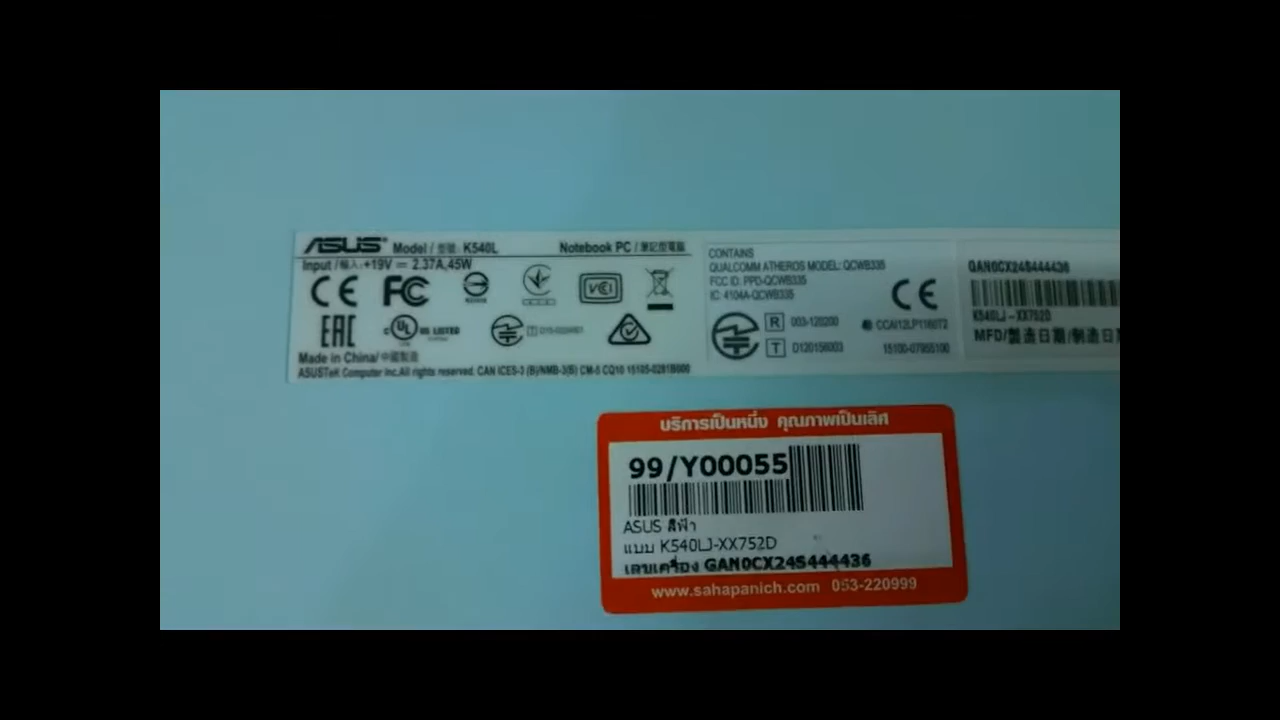 ASUS Model / 型號: K540L Notebook PC / 筆記型電腦
Input / 輸入: +19V ⎓ 2.37A, 45W
CE FC
EAC c UL US LISTED
Made in China/ 中國製造
ASUSTeK Computer Inc.All rights reserved. CAN ICES-3 (B)/NMB-3(B) CM-5 CQ10 15105-0281B000
CONTAINS
QUALCOMM ATHEROS MODEL: QCWB335
FCC ID: PPD-QCWB335
IC: 4104A-QCWB335
CE
R 003-120200 CCAI12LP1160T2
T D120156003 15100-07955100
GAN0CX24S444436
K540LJ-XX752D
MFD/製造日期/制造日
บริการเป็นหนึ่ง คุณภาพเป็นเลิศ
99/Y00055
ASUS สีฟ้า
แบบ K540LJ-XX752D
เลขเครื่อง GAN0CX24S444436
www.sahapanich.com 053-220999